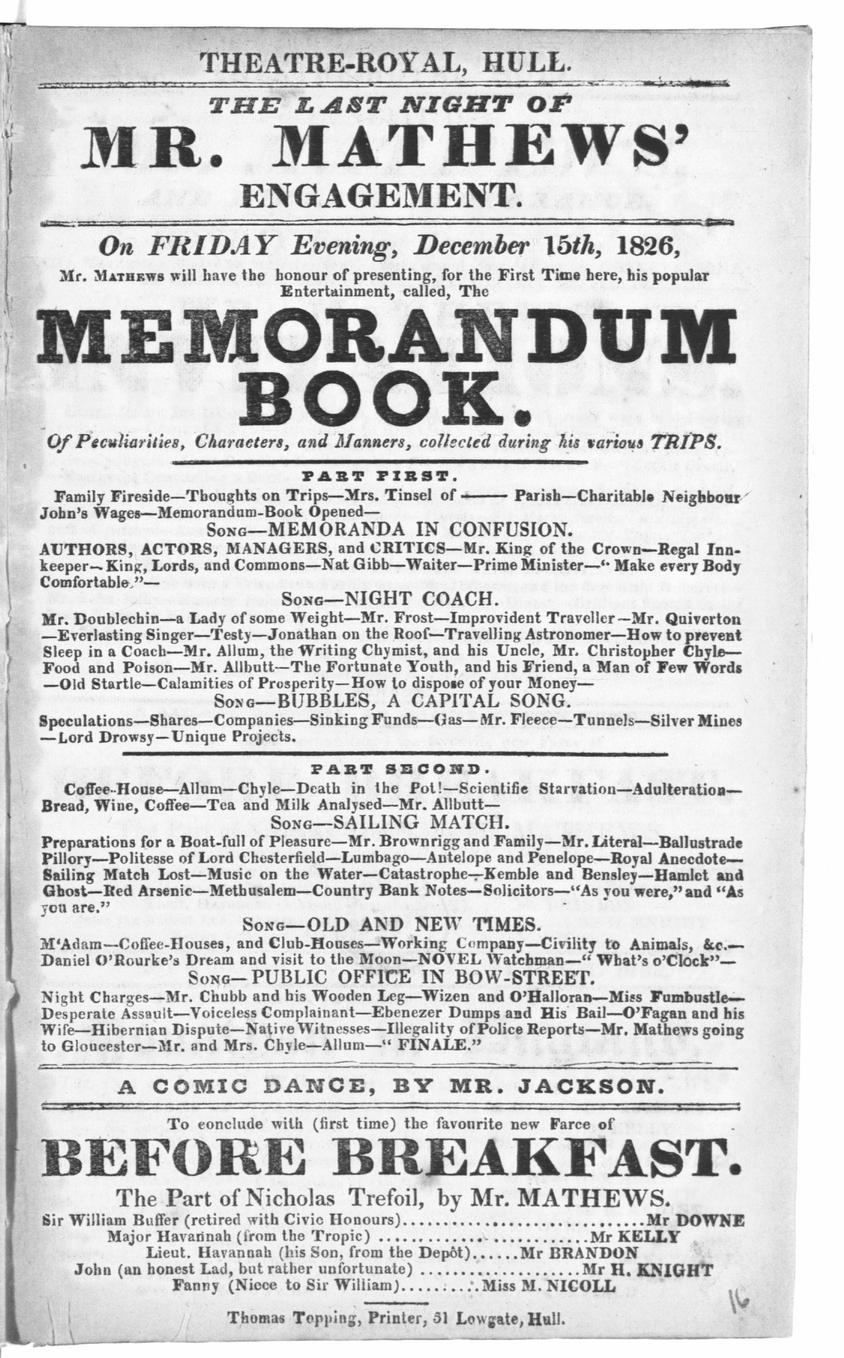 THEATRE-ROYAL, HULL.
THE LAST NIGHT OF
MR. MATHEWS'
ENGAGEMENT.
On FRIDAY Evening, December 15th, 1826,
Mr. MATHEWS will have the honour of presenting, for the First Time here, his popular
Entertainment, called, The
MEMORANDUM
BOOK.
Of Peculiarities, Characters, and Manners, collected during his various TRIPS.
PART FIRST.
Family Fireside—Thoughts on Trips—Mrs. Tinsel of ——— Parish—Charitable Neighbour
John's Wages—Memorandum-Book Opened—
SONG—MEMORANDA IN CONFUSION.
AUTHORS, ACTORS, MANAGERS, and CRITICS—Mr. King of the Crown—Regal Inn-
keeper—King, Lords, and Commons—Nat Gibb—Waiter—Prime Minister—“ Make every Body
Comfortable.”—
SONG—NIGHT COACH.
Mr. Doublechin—a Lady of some Weight—Mr. Frost—Improvident Traveller—Mr. Quiverton
—Everlasting Singer—Testy—Jonathan on the Roof—Travelling Astronomer—How to prevent
Sleep in a Coach—Mr. Allum, the Writing Chymist, and his Uncle, Mr. Christopher Chyle—
Food and Poison—Mr. Allbutt—The Fortunate Youth, and his Friend, a Man of Few Words
—Old Startle—Calamities of Prosperity—How to dispose of your Money—
SONG—BUBBLES, A CAPITAL SONG.
Speculations—Shares—Companies—Sinking Funds—Gas—Mr. Fleece—Tunnels—Silver Mines
—Lord Drowsy—Unique Projects.
PART SECOND.
Coffee-House—Allum—Chyle—Death in the Pot!—Scientific Starvation—Adulteration—
Bread, Wine, Coffee—Tea and Milk Analysed—Mr. Allbutt—
SONG—SAILING MATCH.
Preparations for a Boat-full of Pleasure—Mr. Brownrigg and Family—Mr. Literal—Ballustrade
Pillory—Politesse of Lord Chesterfield—Lumbago—Antelope and Penelope—Royal Anecdote—
Sailing Match Lost—Music on the Water—Catastrophe—Kemble and Bensley—Hamlet and
Ghost—Red Arsenic—Methusalem—Country Bank Notes—Solicitors—“As you were,” and “As
you are.”
SONG—OLD AND NEW TIMES.
M‘Adam—Coffee-Houses, and Club-Houses—Working Company—Civility to Animals, &c.—
Daniel O'Rourke's Dream and visit to the Moon—NOVEL Watchman—“ What's o'Clock”—
SONG—PUBLIC OFFICE IN BOW-STREET.
Night Charges—Mr. Chubb and his Wooden Leg—Wizen and O'Halloran—Miss Fumbustle—
Desperate Assault—Voiceless Complainant—Ebenezer Dumps and His Bail—O'Fagan and his
Wife—Hibernian Dispute—Native Witnesses—Illegality of Police Reports—Mr. Mathews going
to Gloucester—Mr. and Mrs. Chyle—Allum—“ FINALE.”
A COMIC DANCE, BY MR. JACKSON.
To conclude with (first time) the favourite new Farce of
BEFORE BREAKFAST.
The Part of Nicholas Trefoil, by Mr. MATHEWS.
Sir William Buffer (retired with Civic Honours)..............................Mr DOWNE
Major Havannah (from the Tropic) ..........................Mr KELLY
Lieut. Havannah (his Son, from the Depôt)......Mr BRANDON
John (an honest Lad, but rather unfortunate) ....................Mr H. KNIGHT
Fanny (Niece to Sir William)..........Miss M. NICOLL
16
Thomas Topping, Printer, 51 Lowgate, Hull.